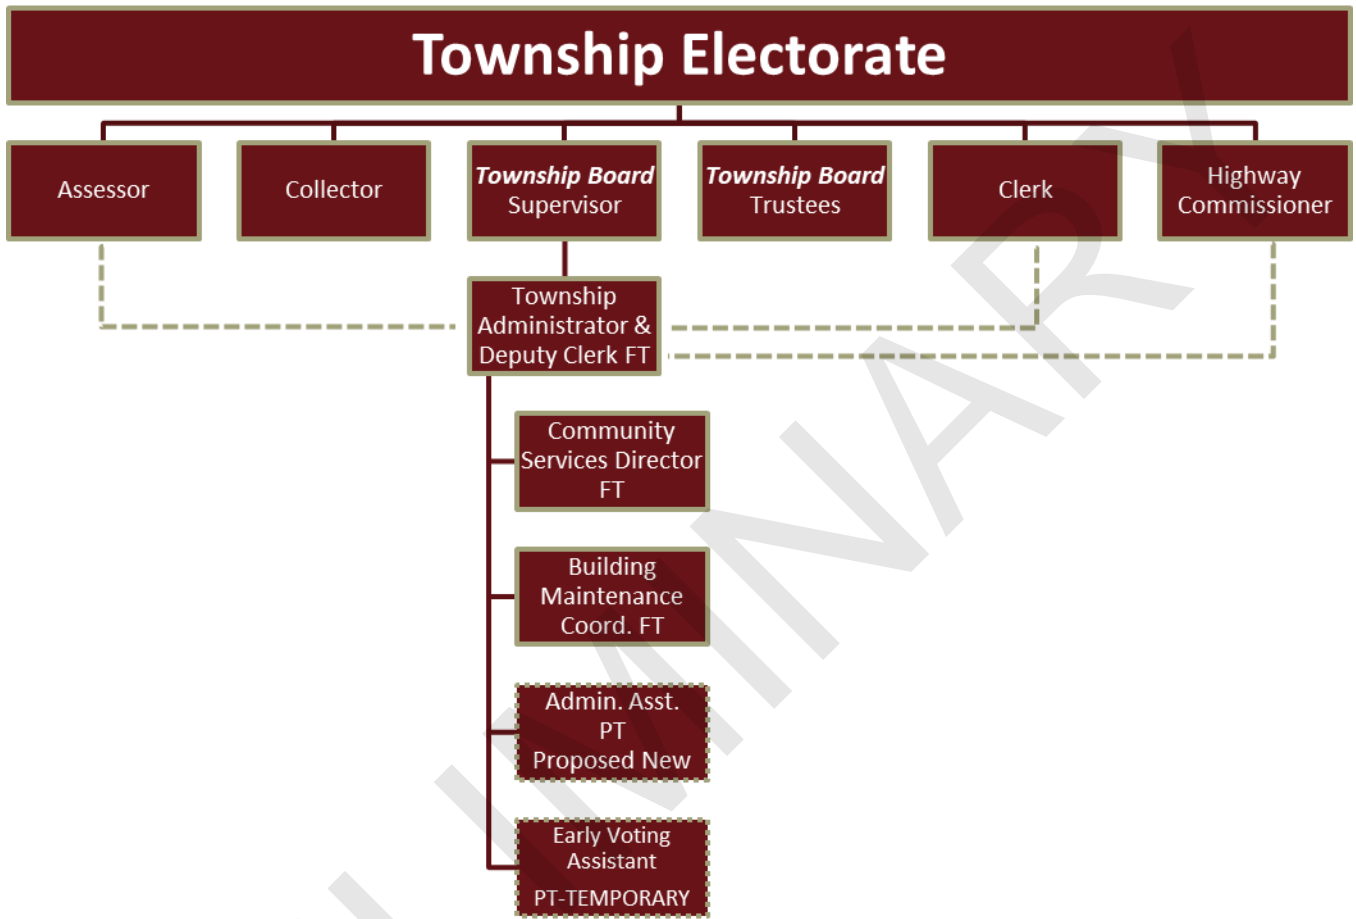 Township Electorate
Assessor
Collector
Township Board
Supervisor
Township Board
Trustees
Clerk
Highway
Commissioner
Township
Administrator &
Deputy Clerk FT
Community
Services Director
FT
Building
Maintenance
Coord. FT
Admin. Asst.
PT
Proposed New
Early Voting
Assistant
PT-TEMPORARY
LIMINARY